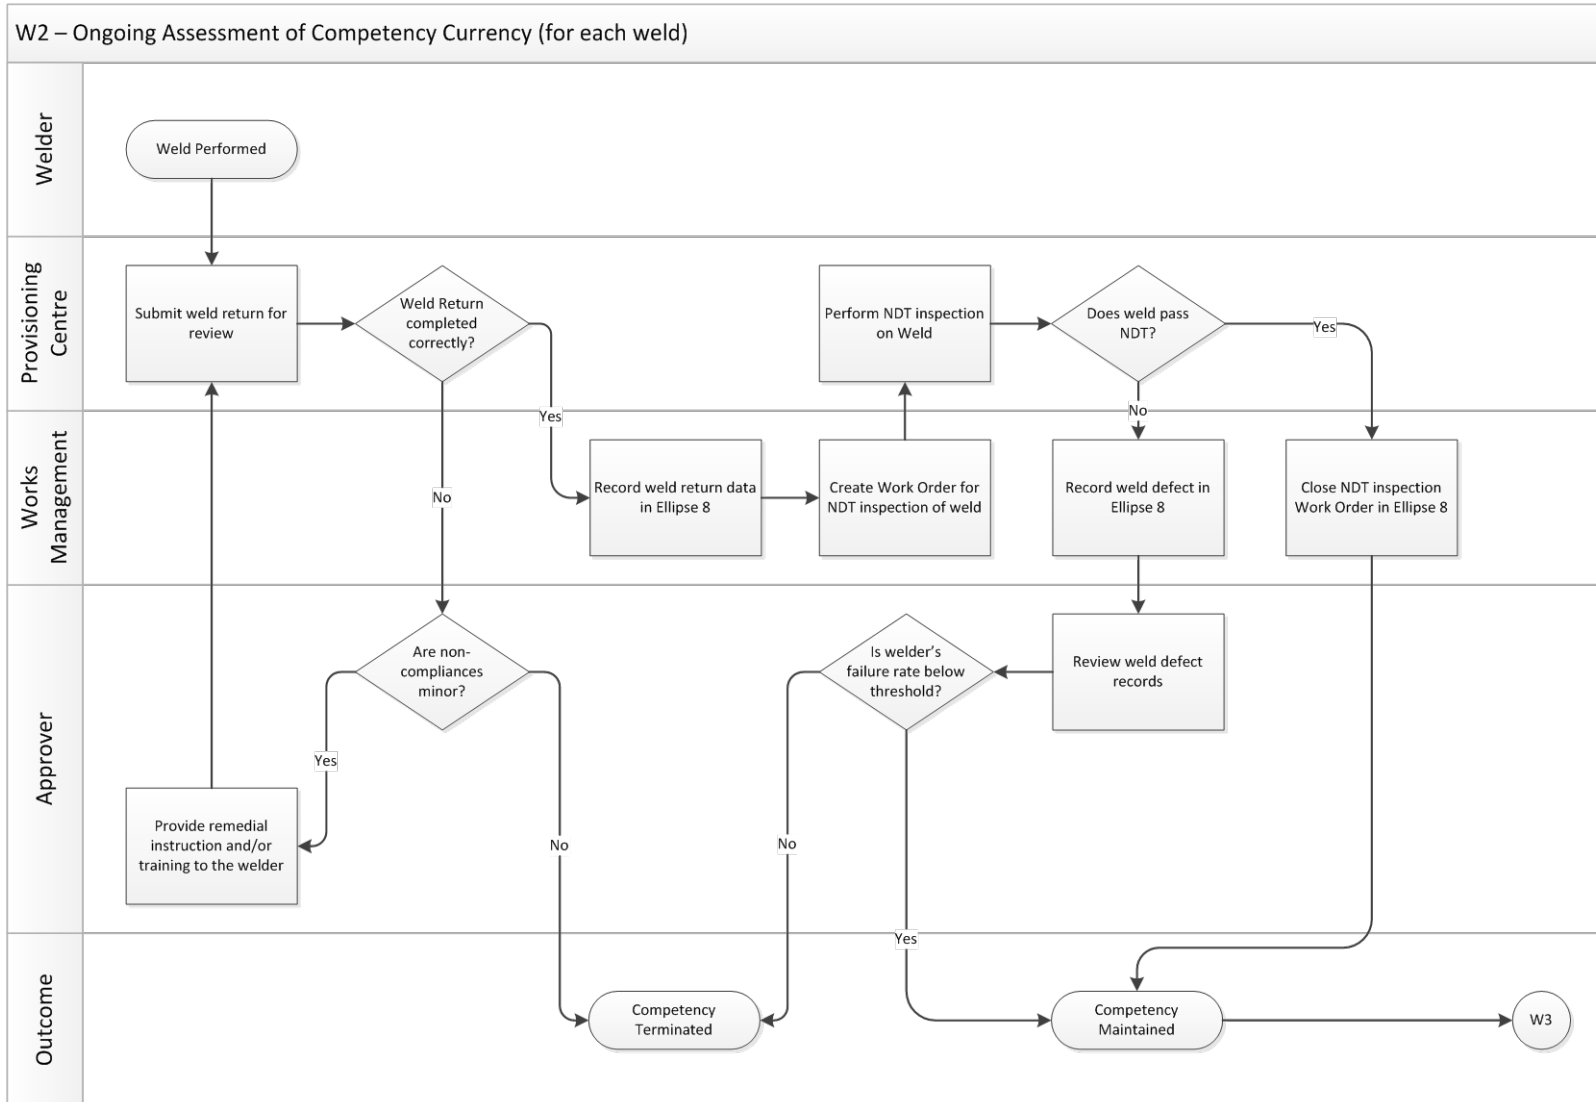 W2 – Ongoing Assessment of Competency Currency (for each weld)
Welder
Weld Performed
Provisioning
Centre
Submit weld return for
review
Weld Return
completed
correctly?
Perform NDT inspection
on Weld
Does weld pass
NDT?
Yes
Yes
No
Works
Management
No
Record weld return data
in Ellipse 8
Create Work Order for
NDT inspection of weld
Record weld defect in
Ellipse 8
Close NDT inspection
Work Order in Ellipse 8
Approver
Are non-
compliances
minor?
Is welder’s
failure rate below
threshold?
Review weld defect
records
Yes
Provide remedial
instruction and/or
training to the welder
No
No
Yes
Outcome
Competency
Terminated
Competency
Maintained
W3